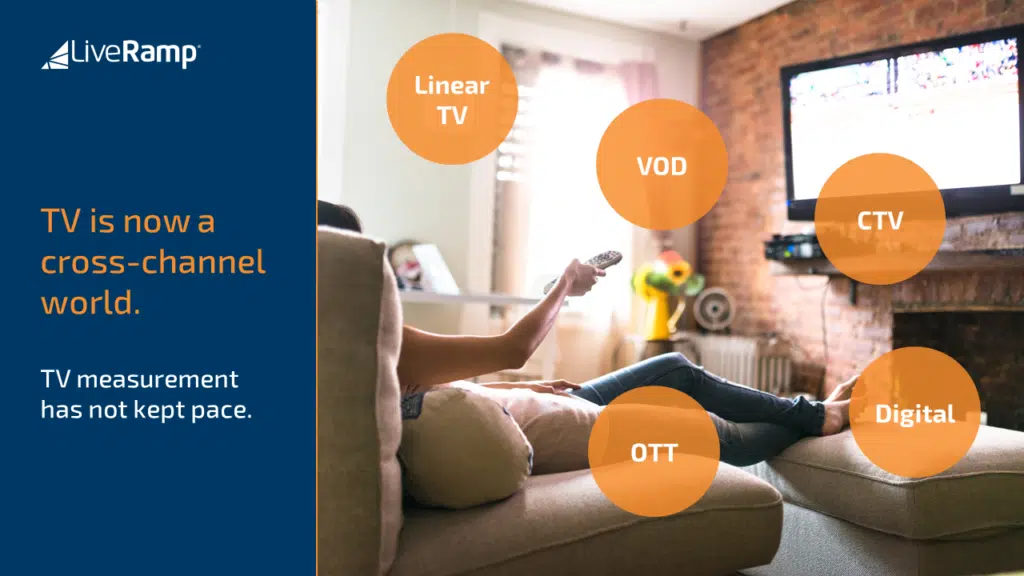 LiveRamp
TV is now a
cross-channel
world.
TV measurement
has not kept pace.
Linear
TV
VOD
CTV
OTT
Digital